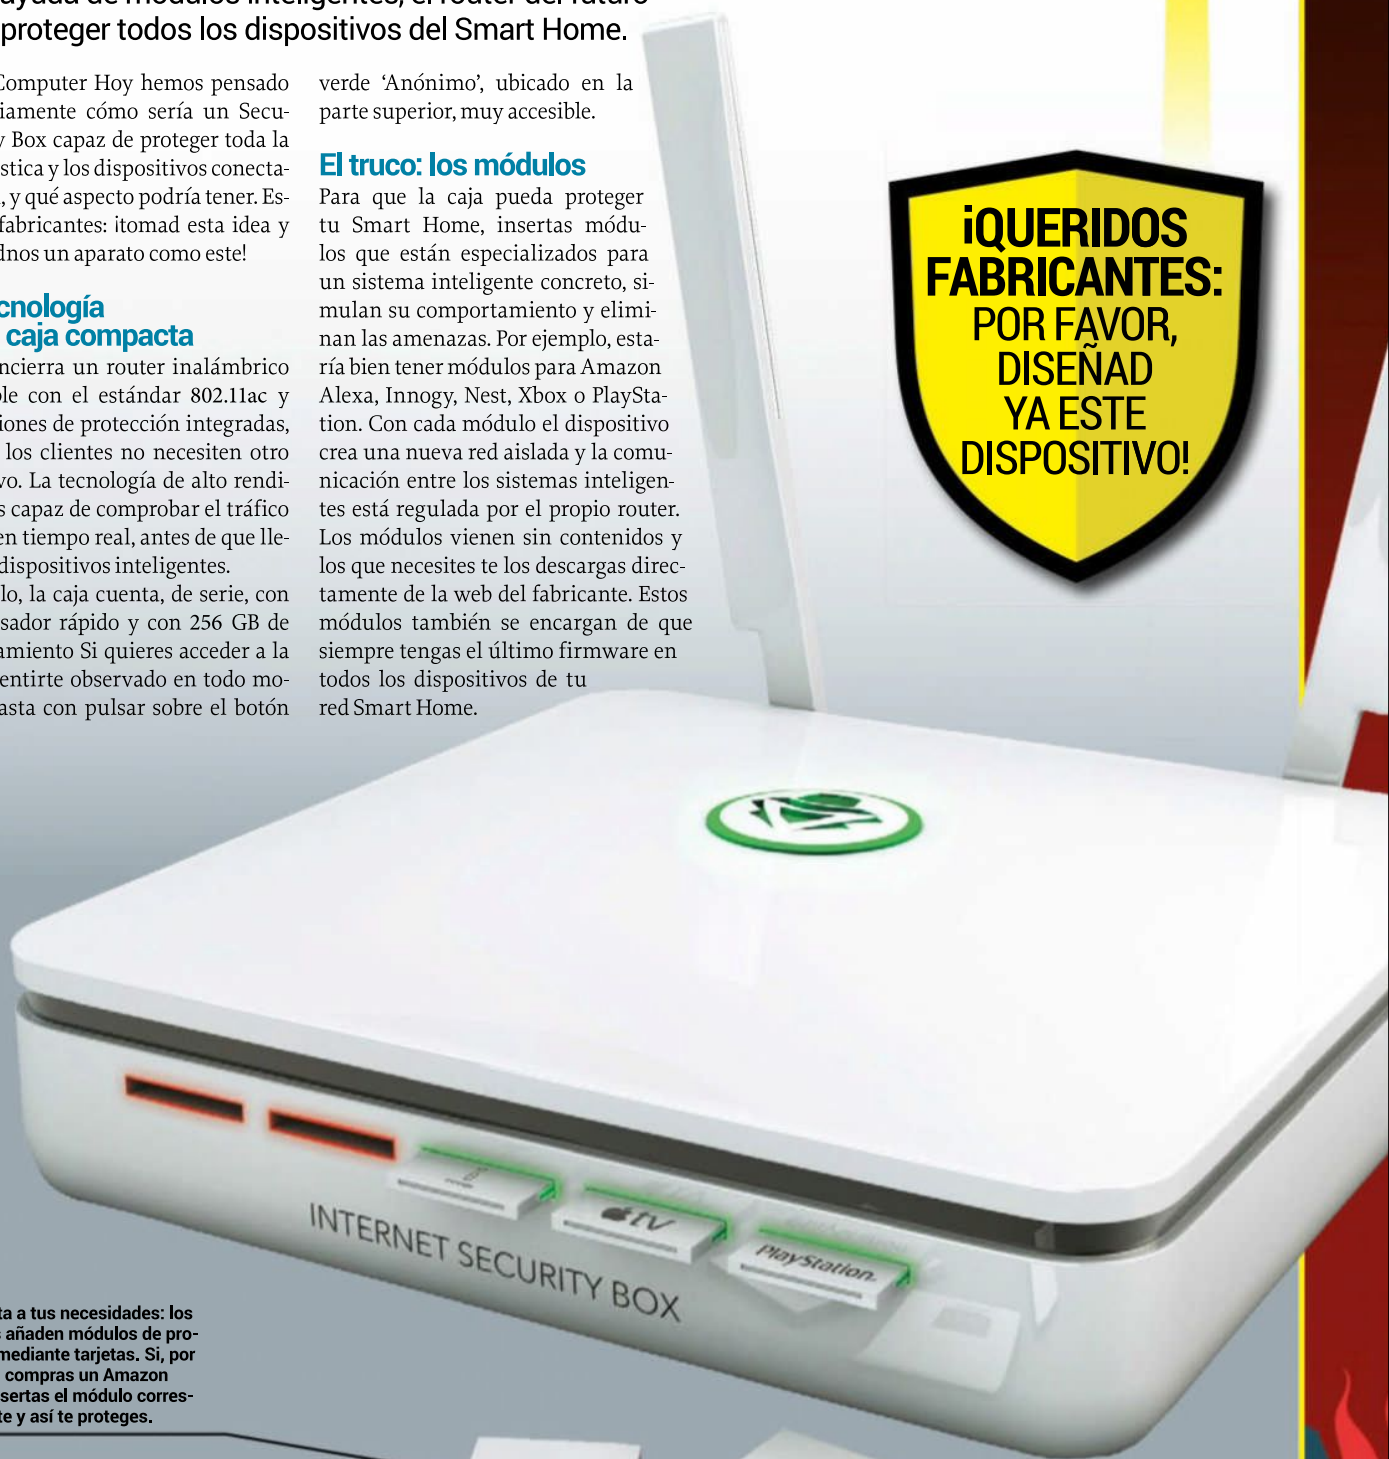 ayuda de módulos inteligentes, el router del futuro
proteger todos los dispositivos del Smart Home.
Computer Hoy hemos pensado
iamente cómo sería un Secu-
y Box capaz de proteger toda la
stica y los dispositivos conecta-
, y qué aspecto podría tener. Es-
fabricantes: ¡tomad esta idea y
dnos un aparato como este!
cnología
caja compacta
ncierra un router inalámbrico
ble con el estándar 802.11ac y
iones de protección integradas,
los clientes no necesiten otro
vo. La tecnología de alto rendi-
s capaz de comprobar el tráfico
en tiempo real, antes de que lle-
dispositivos inteligentes.
lo, la caja cuenta, de serie, con
sador rápido y con 256 GB de
amiento Si quieres acceder a la
entirte observado en todo mo-
asta con pulsar sobre el botón
verde ‘Anónimo’, ubicado en la
parte superior, muy accesible.
El truco: los módulos
Para que la caja pueda proteger
tu Smart Home, insertas módu-
los que están especializados para
un sistema inteligente concreto, si-
mulan su comportamiento y elimi-
nan las amenazas. Por ejemplo, esta-
ría bien tener módulos para Amazon
Alexa, Innogy, Nest, Xbox o PlaySta-
tion. Con cada módulo el dispositivo
crea una nueva red aislada y la comu-
nicación entre los sistemas inteligen-
tes está regulada por el propio router.
Los módulos vienen sin contenidos y
los que necesites te los descargas direc-
tamente de la web del fabricante. Estos
módulos también se encargan de que
siempre tengas el último firmware en
todos los dispositivos de tu
red Smart Home.
¡QUERIDOS
FABRICANTES:
POR FAVOR,
DISEÑAD
YA ESTE
DISPOSITIVO!
tv
PlayStation
INTERNET SECURITY BOX
ta a tus necesidades: los
s añaden módulos de pro-
mediante tarjetas. Si, por
compras un Amazon
sertas el módulo corres-
te y así te proteges.